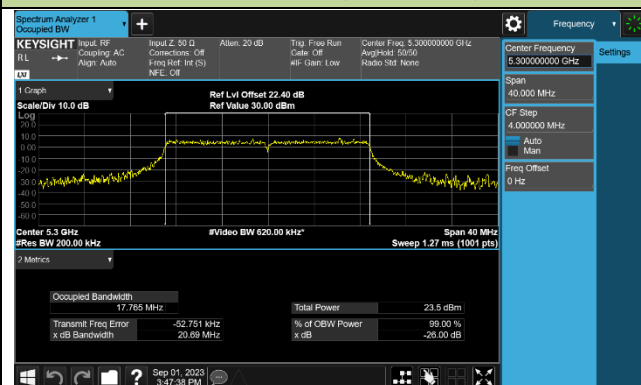 Spectrum Analyzer 1
Occupied BW
Frequency
KEYSIGHT
RL
LXI
Input: RF
Coupling: AC
Align: Auto
Input Z: 50 Ω
Corrections: Off
Freq Ref: Int (S)
NFE: Off
Atten: 20 dB
Trig: Free Run
Gate: Off
#IF Gain: Low
Center Freq: 5.300000000 GHz
Avg|Hold: 50/50
Radio Std: None
Center Frequency
5.300000000 GHz
Settings
Span
40.000 MHz
CF Step
4.000000 MHz
Auto
Man
Freq Offset
0 Hz
1 Graph
Scale/Div 10.0 dB
Ref Lvl Offset 22.40 dB
Ref Value 30.00 dBm
Log
20.0
10.0
0.00
-10.0
-20.0
-30.0
-40.0
-50.0
-60.0
Center 5.3 GHz
#Video BW 620.00 kHz*
Span 40 MHz
#Res BW 200.00 kHz
Sweep 1.27 ms (1001 pts)
2 Metrics
Occupied Bandwidth
17.765 MHz
Total Power
23.5 dBm
Transmit Freq Error
-52.751 kHz
% of OBW Power
99.00 %
x dB Bandwidth
20.69 MHz
x dB
-26.00 dB
?
Sep 01, 2023
3:47:38 PM